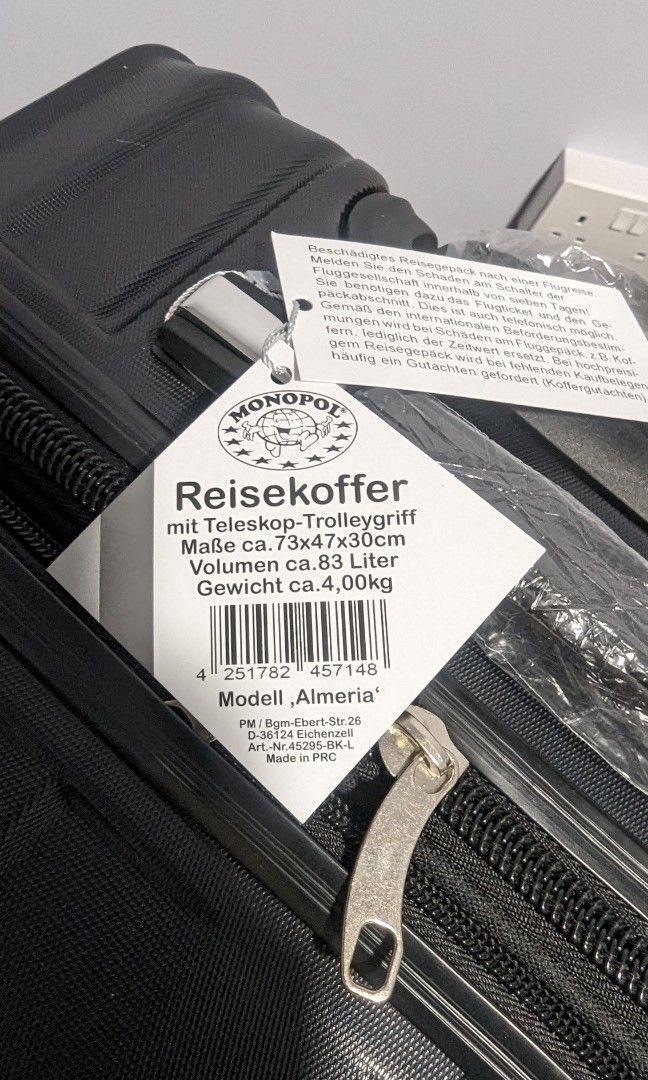 Beschädigtes Reisegepäck nach einer Flugreise:
Melden Sie den Schaden am Schalter der
Fluggesellschaft innerhalb von sieben Tagen!
Sie benötigen dazu das Flugticket und den Ge-
päckabschnitt. Dies ist auch telefonisch möglich.
Gemäß den internationalen Beförderungsbestim-
mungen wird bei Schäden am Fluggepäck, z.B. Kof-
fern, lediglich der Zeitwert ersetzt. Bei hochpreisi-
gem Reisegepäck wird bei fehlenden Kaufbelegen
häufig ein Gutachten gefordert (Koffergutachten)
MONOPOL
Reisekoffer
mit Teleskop-Trolleygriff
Maße ca.73x47x30cm
Volumen ca.83 Liter
Gewicht ca.4,00kg
4 251782 457148
Modell ‚Almeria‘
PM / Bgm-Ebert-Str.26
D-36124 Eichenzell
Art.-Nr.45295-BK-L
Made in PRC